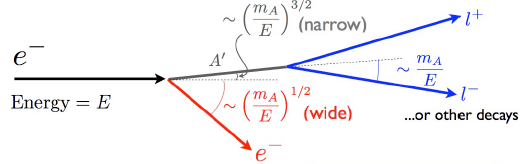 ~ (m_A/E)^{3/2} (narrow)
l⁺
e⁻
A′
~ m_A/E
Energy = E
~ (m_A/E)^{1/2} (wide)
l⁻
...or other decays
e⁻